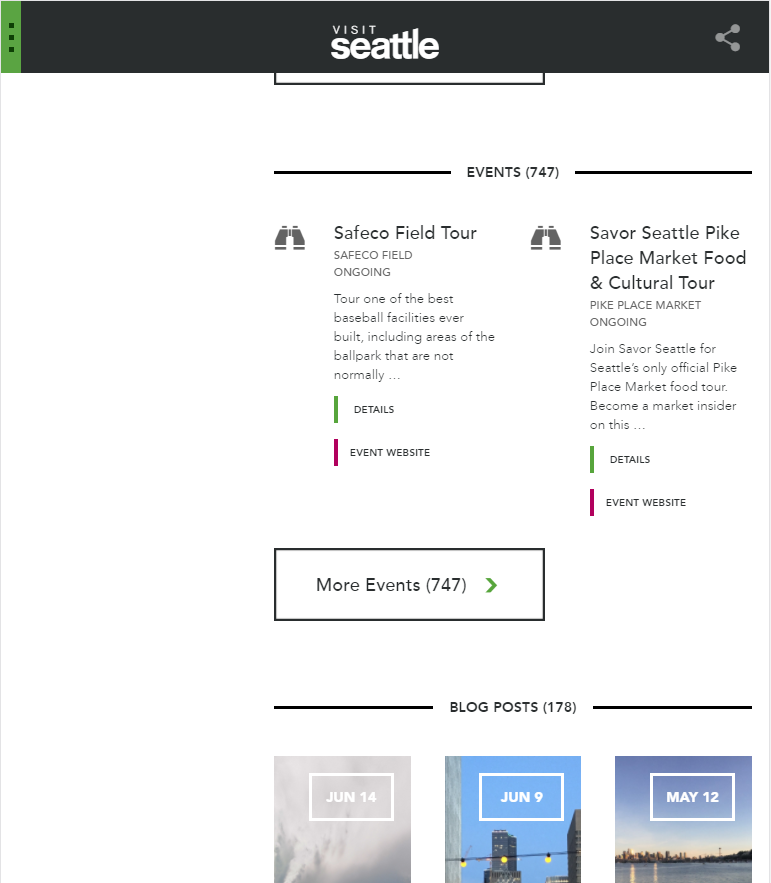 VISIT
seattle
EVENTS (747)
Safeco Field Tour
SAFECO FIELD
ONGOING
Tour one of the best
baseball facilities ever
built, including areas of the
ballpark that are not
normally …
DETAILS
EVENT WEBSITE
Savor Seattle Pike
Place Market Food
& Cultural Tour
PIKE PLACE MARKET
ONGOING
Join Savor Seattle for
Seattle’s only official Pike
Place Market food tour.
Become a market insider
on this …
DETAILS
EVENT WEBSITE
More Events (747)
BLOG POSTS (178)
JUN 14
JUN 9
MAY 12